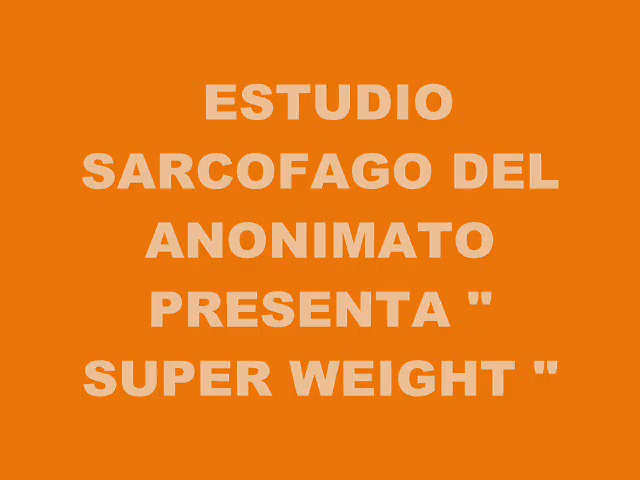 ESTUDIO
SARCOFAGO DEL
ANONIMATO
PRESENTA "
SUPER WEIGHT "